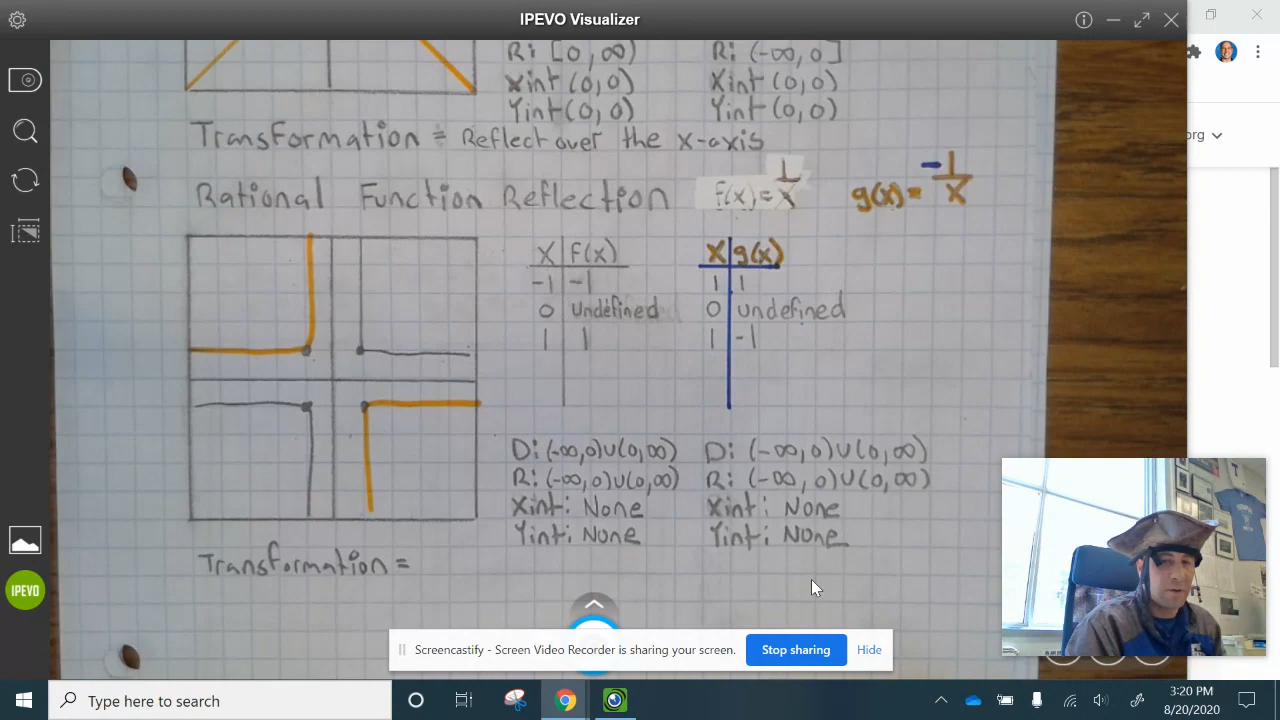 IPEVO Visualizer
R: [0, ∞) R: (-∞, 0]
Xint (0, 0) Xint (0, 0)
Yint (0, 0) Yint (0, 0)
Transformation = Reflect over the x-axis
Rational Function Reflection f(x) = 1/x g(x) = -1/x
X f(x) X g(x)
-1 -1 1 1
0 Undefined 0 undefined
1 1 1 -1
D: (-∞, 0) U (0, ∞) D: (-∞, 0) U (0, ∞)
R: (-∞, 0) U (0, ∞) R: (-∞, 0) U (0, ∞)
Xint: None Xint: None
Yint: None Yint: None
Transformation =
org
IPEVO
Screencastify - Screen Video Recorder is sharing your screen. Stop sharing Hide
Type here to search
3:20 PM
8/20/2020